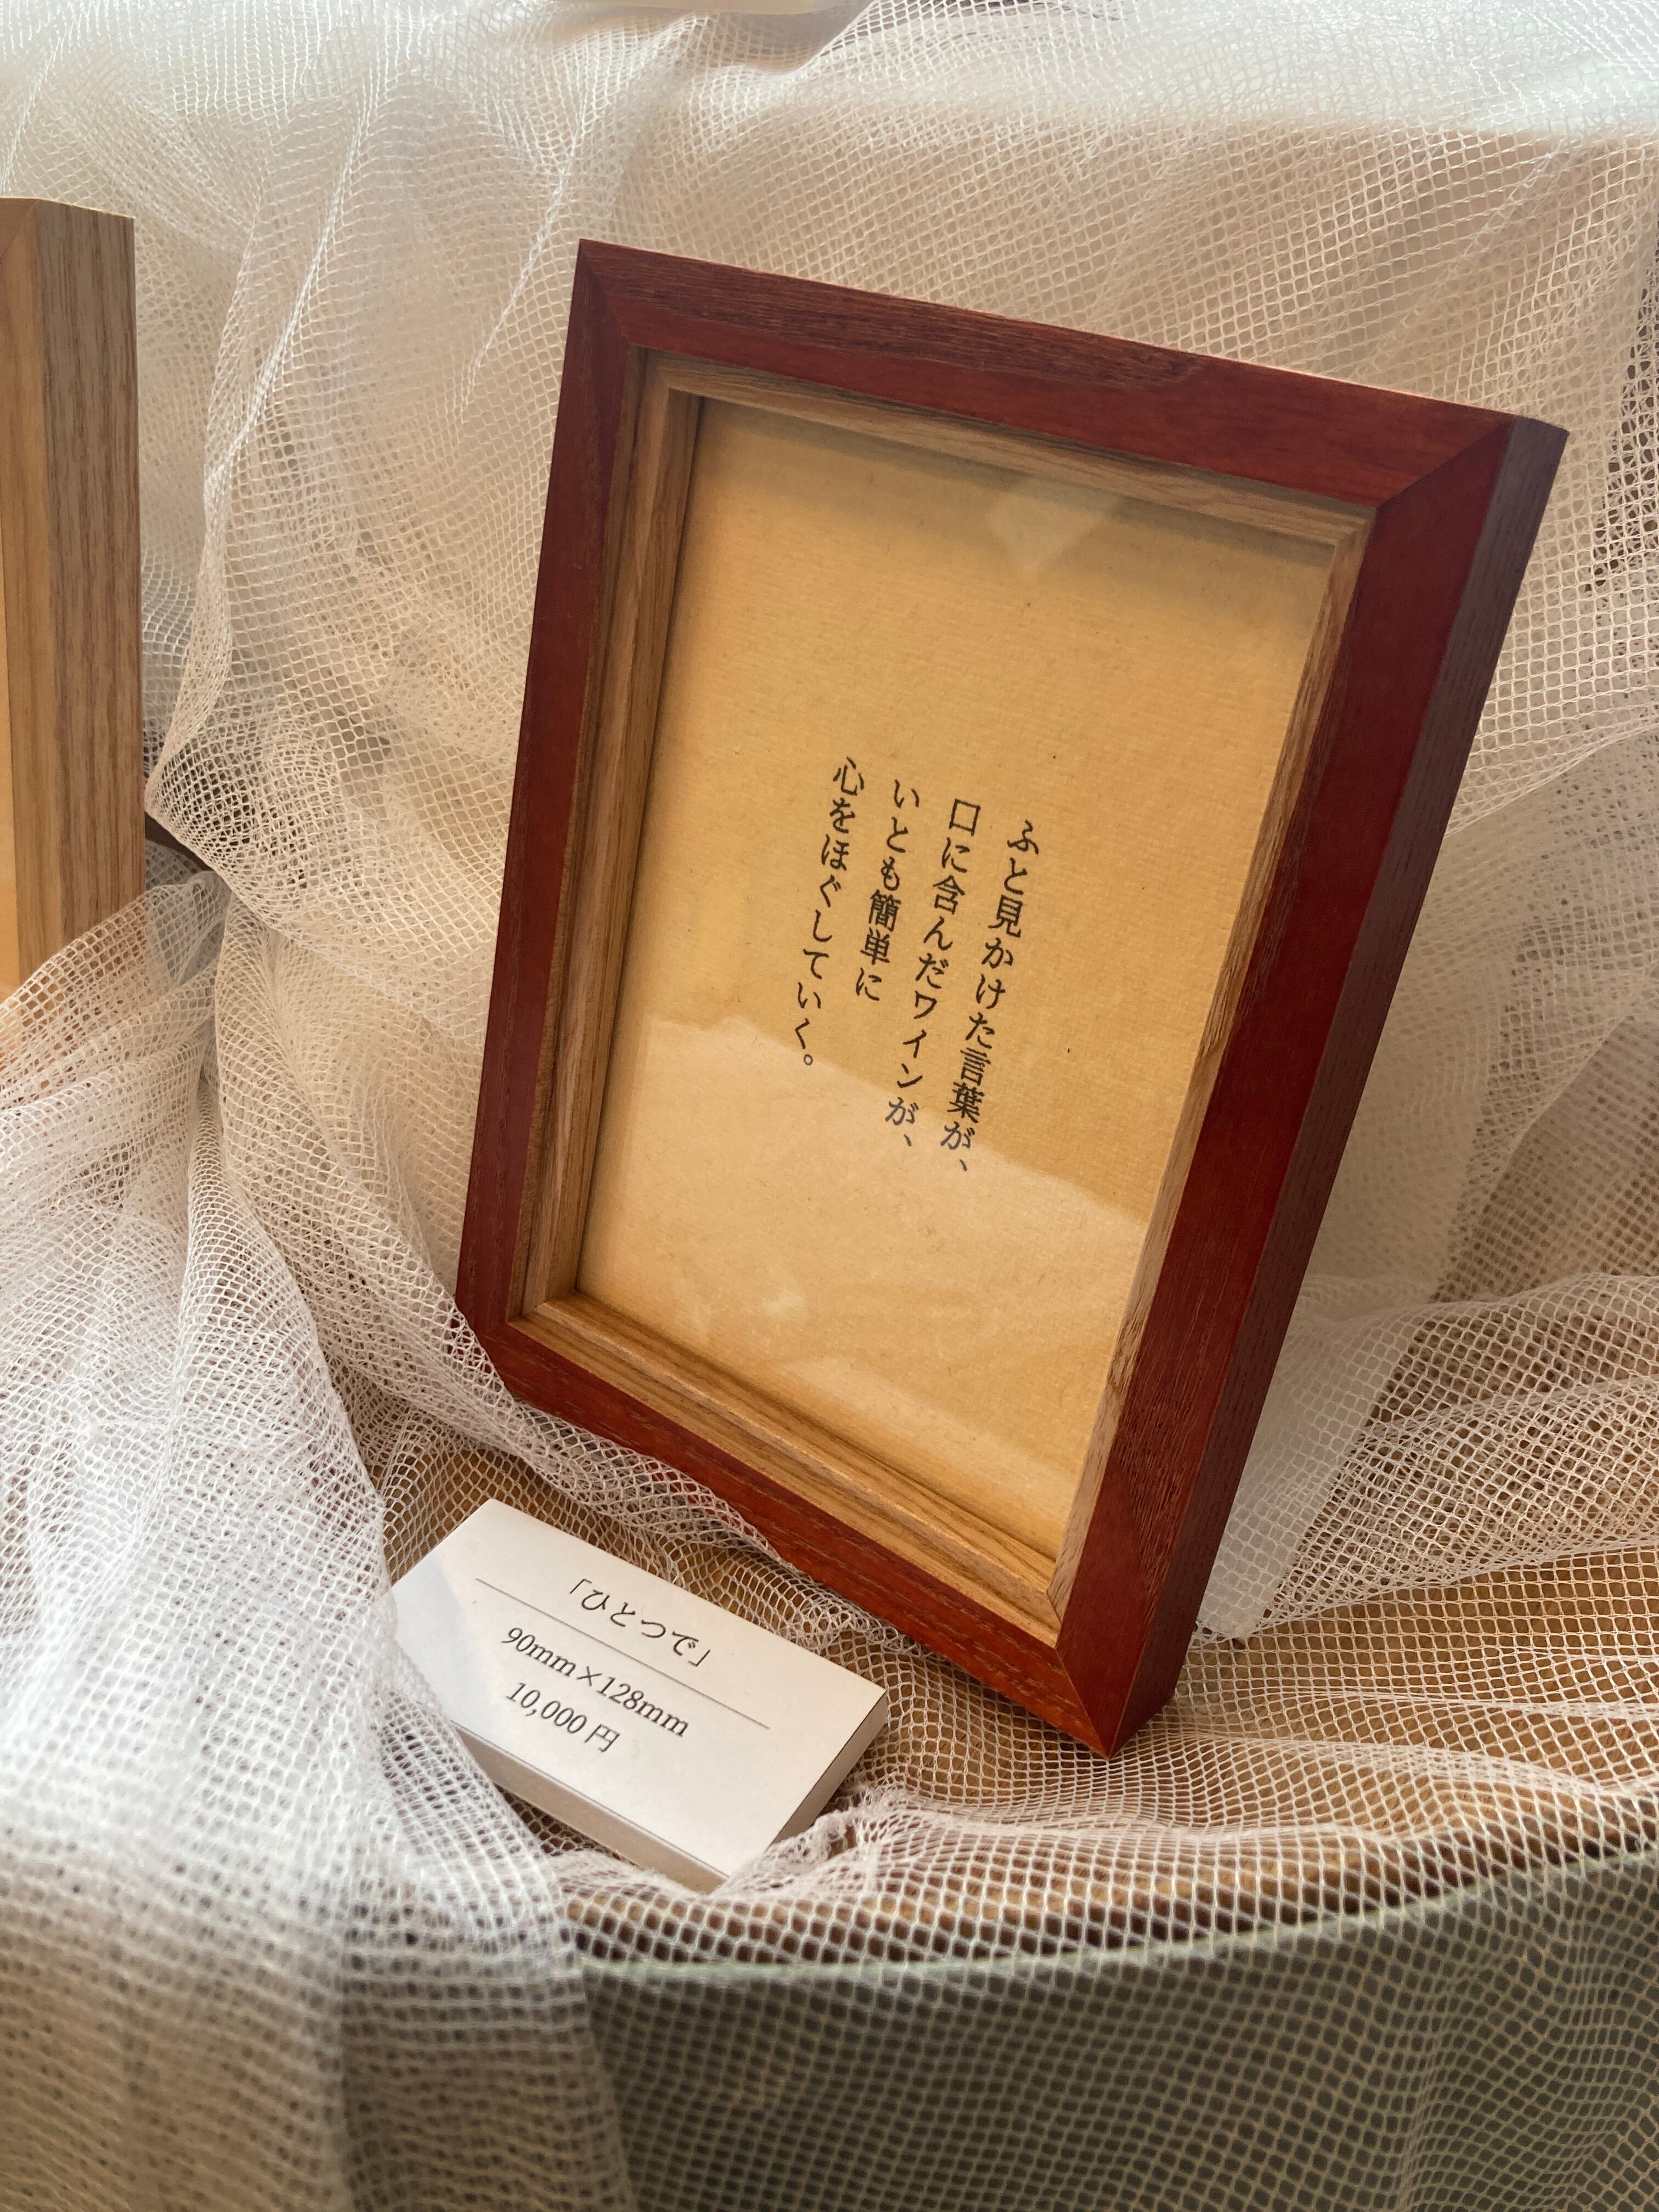 ふと見かけた言葉が、
口に含んだワインが、
いとも簡単に
心をほぐしていく。
「ひとつで」
90mm×128mm
10,000円